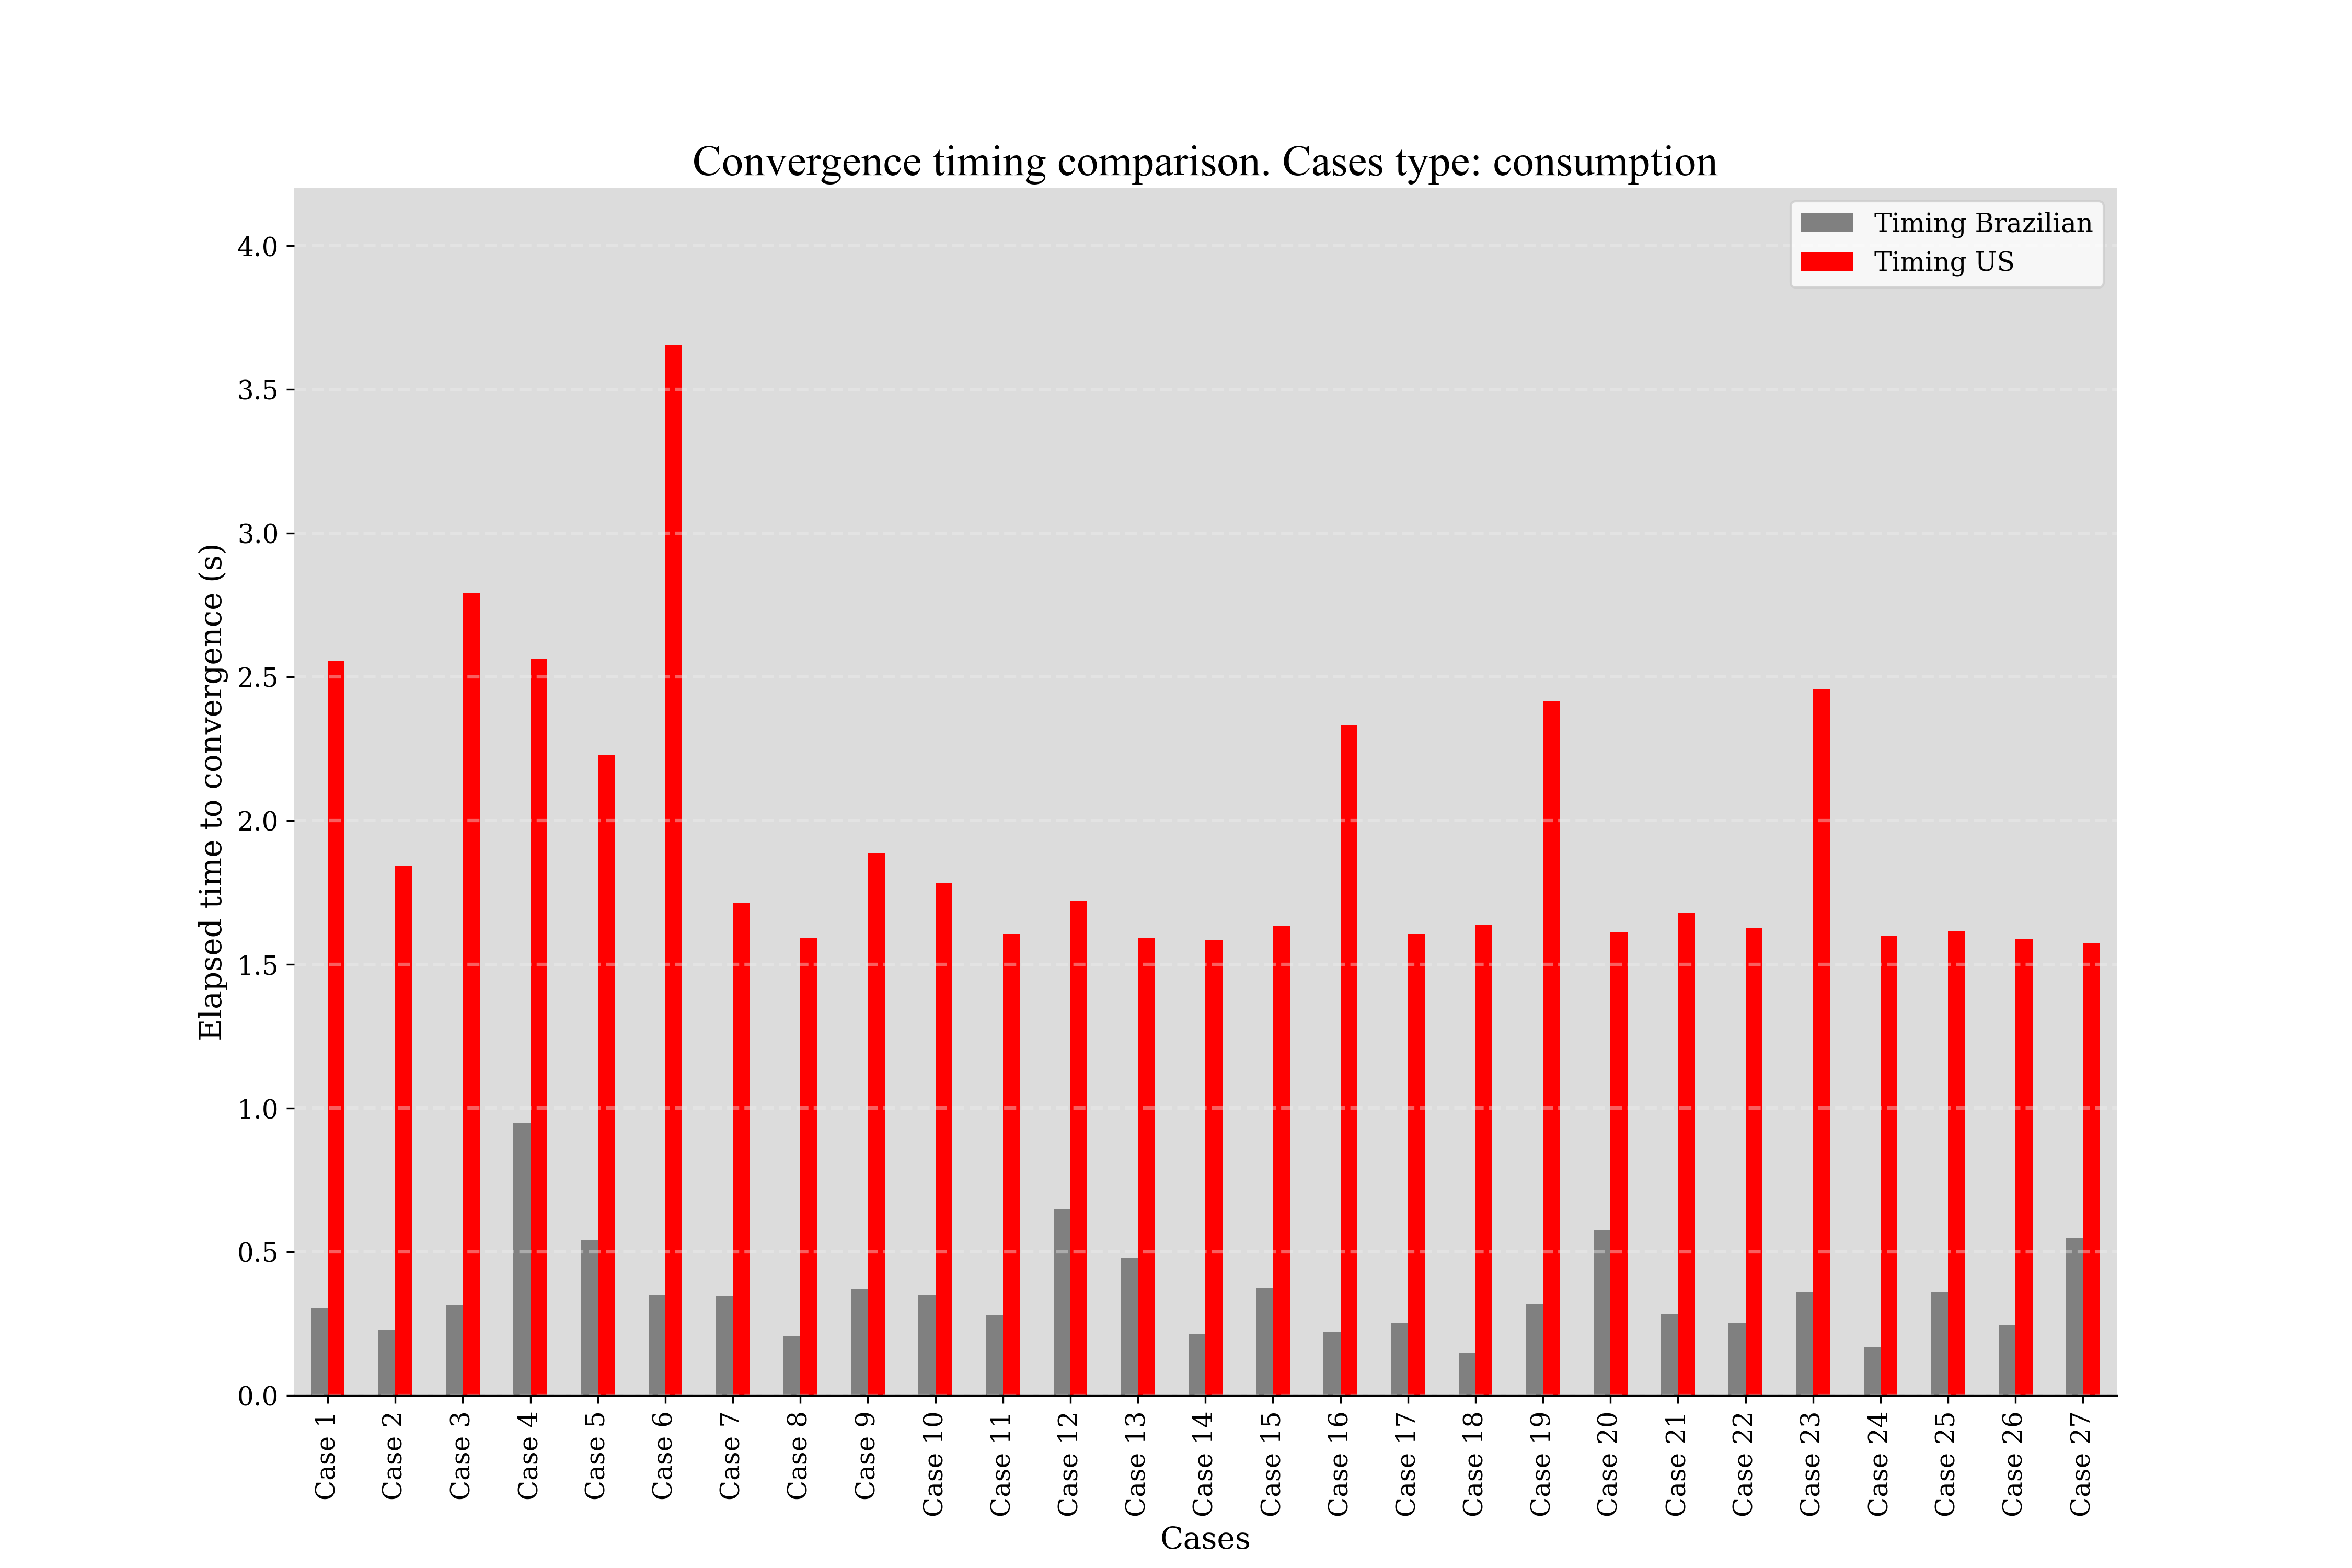 Convergence timing comparison. Cases type: consumption
Timing Brazilian
Timing US
4.0
3.5
3.0
2.5
2.0
1.5
1.0
0.5
0.0
Elapsed time to convergence (s)
Case 1
Case 2
Case 3
Case 4
Case 5
Case 6
Case 7
Case 8
Case 9
Case 10
Case 11
Case 12
Case 13
Case 14
Case 15
Case 16
Case 17
Case 18
Case 19
Case 20
Case 21
Case 22
Case 23
Case 24
Case 25
Case 26
Case 27
Cases